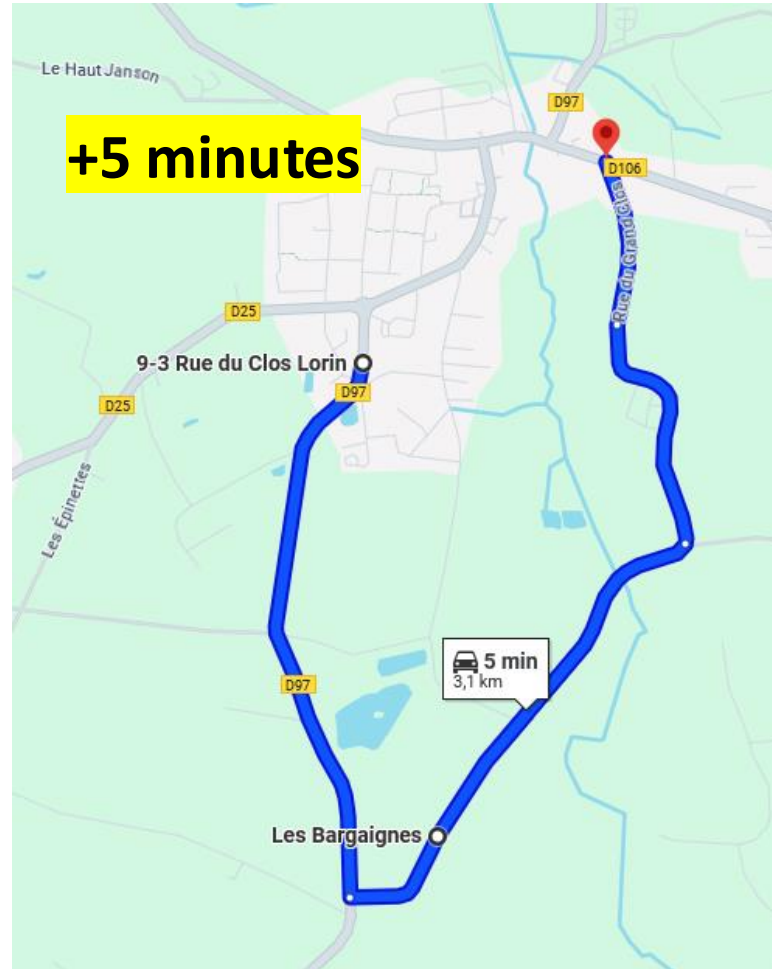 Le Haut Janson
D97
+5 minutes
D106
Rue du Grand Clos
D25
9-3 Rue du Clos Lorin
D97
D25
Les Épinettes
5 min
3,1 km
D97
Les Bargaignes